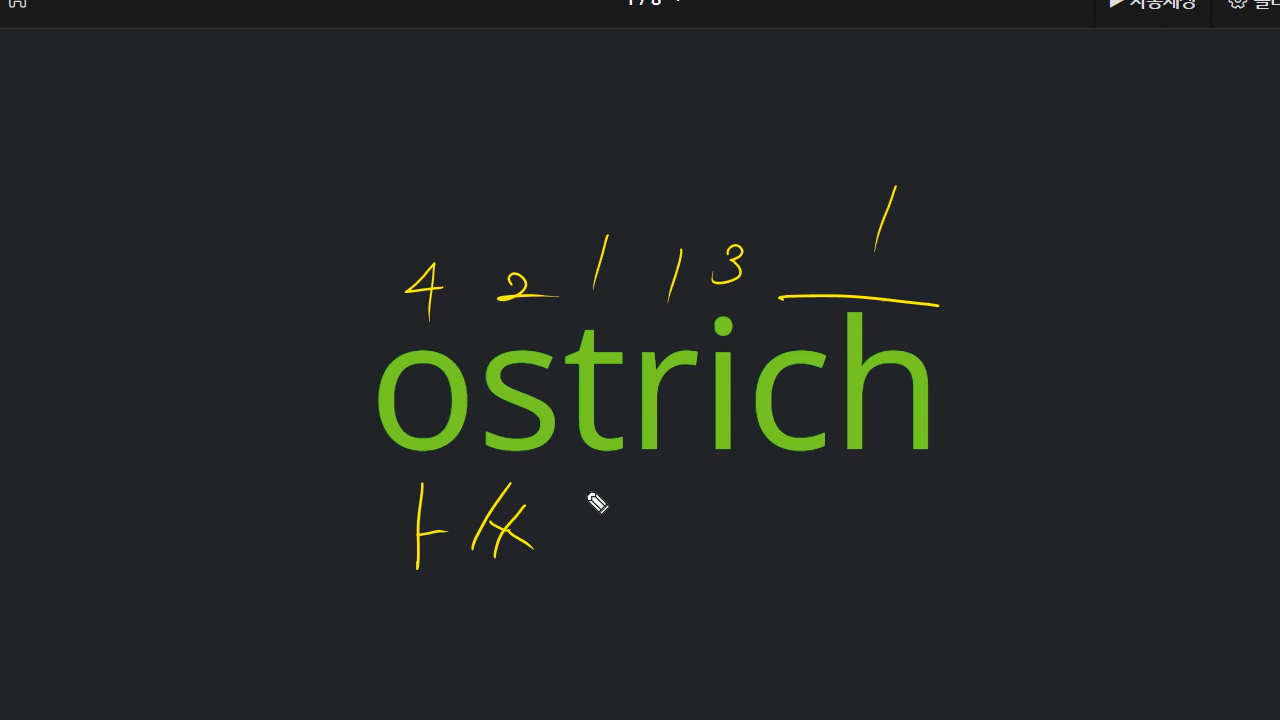 4 2 1 1 3 1
ostrich
ㅏ ㅆ